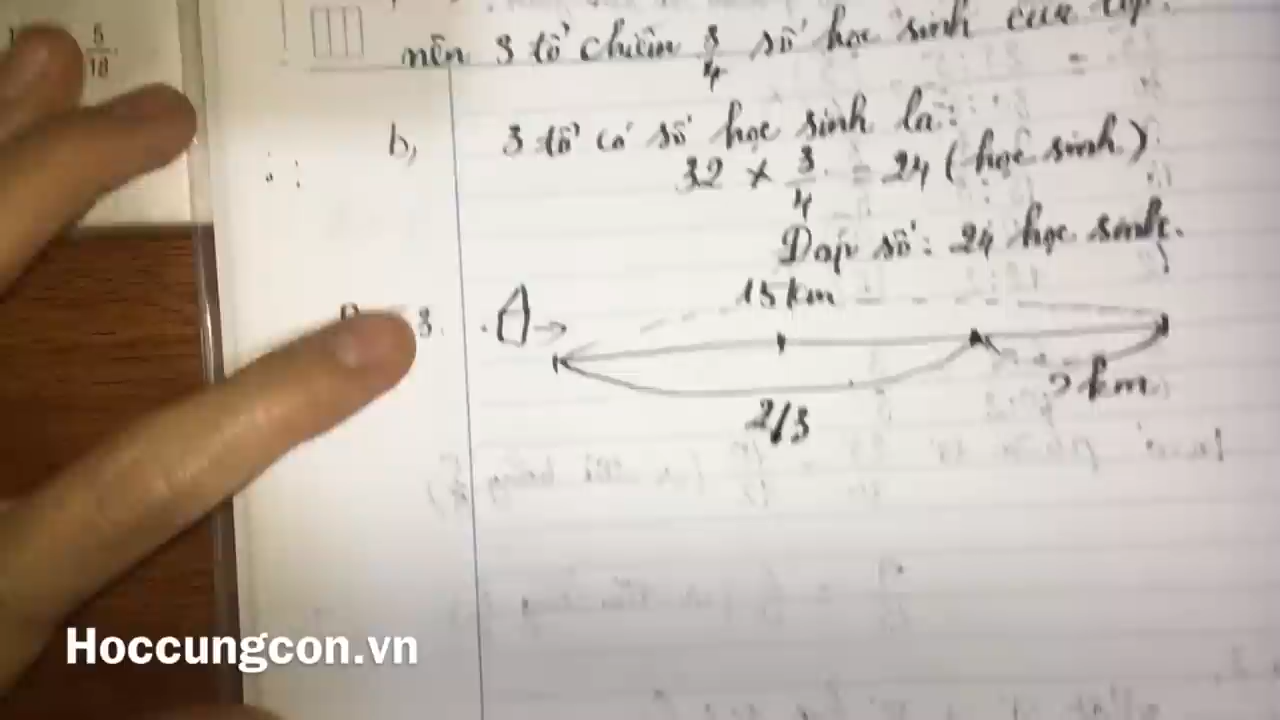 5/18.
nên 3 tổ chiếm 3/4 số học sinh của lớp.
b, 3 tổ có số học sinh là:
32 x 3/4 = 24 (học sinh)
Đáp số: 24 học sinh.
15 km
3.
? km
2/3
Hoccungcon.vn